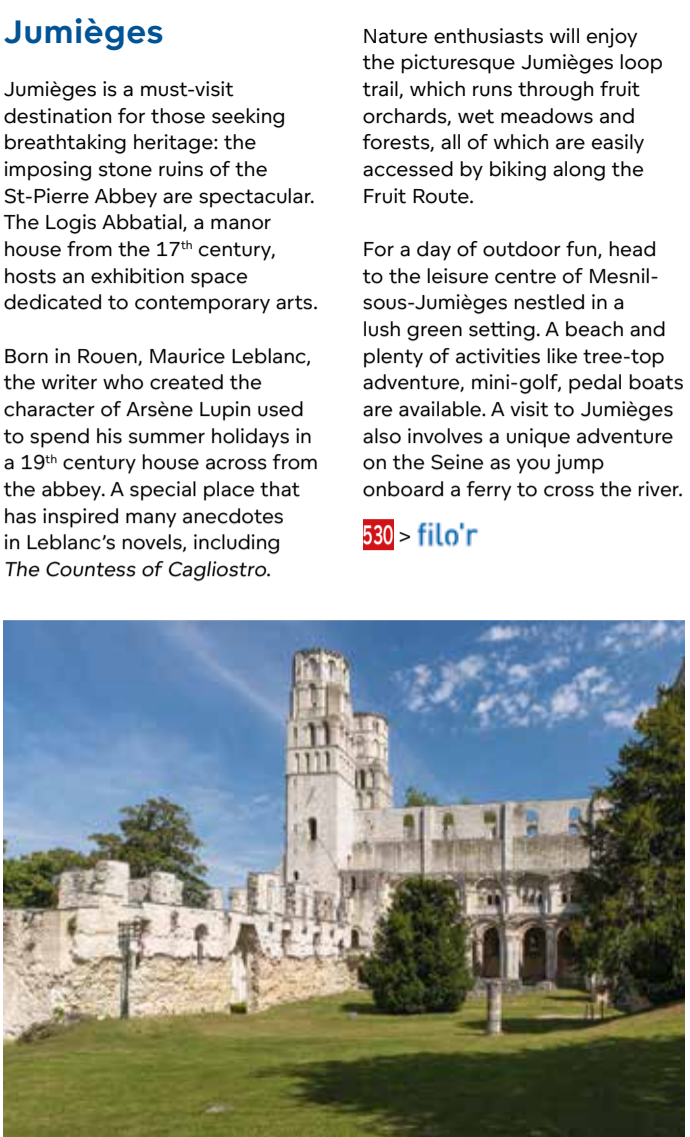 Jumièges
Jumièges is a must-visit
destination for those seeking
breathtaking heritage: the
imposing stone ruins of the
St-Pierre Abbey are spectacular.
The Logis Abbatial, a manor
house from the 17th century,
hosts an exhibition space
dedicated to contemporary arts.
Born in Rouen, Maurice Leblanc,
the writer who created the
character of Arsène Lupin used
to spend his summer holidays in
a 19th century house across from
the abbey. A special place that
has inspired many anecdotes
in Leblanc's novels, including
The Countess of Cagliostro.
Nature enthusiasts will enjoy
the picturesque Jumièges loop
trail, which runs through fruit
orchards, wet meadows and
forests, all of which are easily
accessed by biking along the
Fruit Route.
For a day of outdoor fun, head
to the leisure centre of Mesnil-
sous-Jumièges nestled in a
lush green setting. A beach and
plenty of activities like tree-top
adventure, mini-golf, pedal boats
are available. A visit to Jumièges
also involves a unique adventure
on the Seine as you jump
onboard a ferry to cross the river.
530 > filo'r